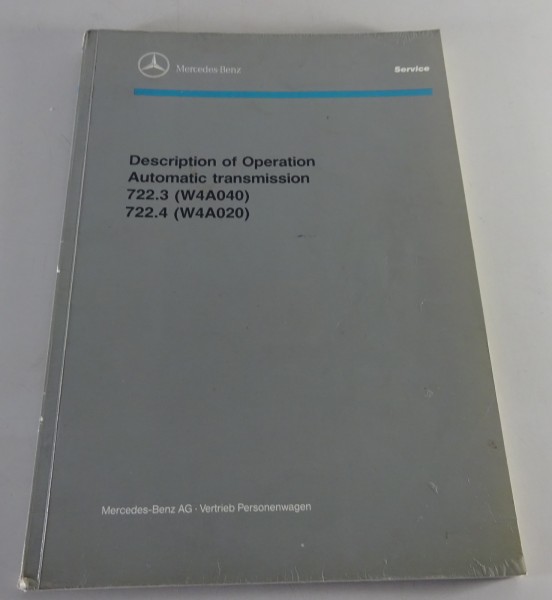 Mercedes-Benz Service
Description of Operation
Automatic transmission
722.3 (W4A040)
722.4 (W4A020)
Mercedes-Benz AG · Vertrieb Personenwagen